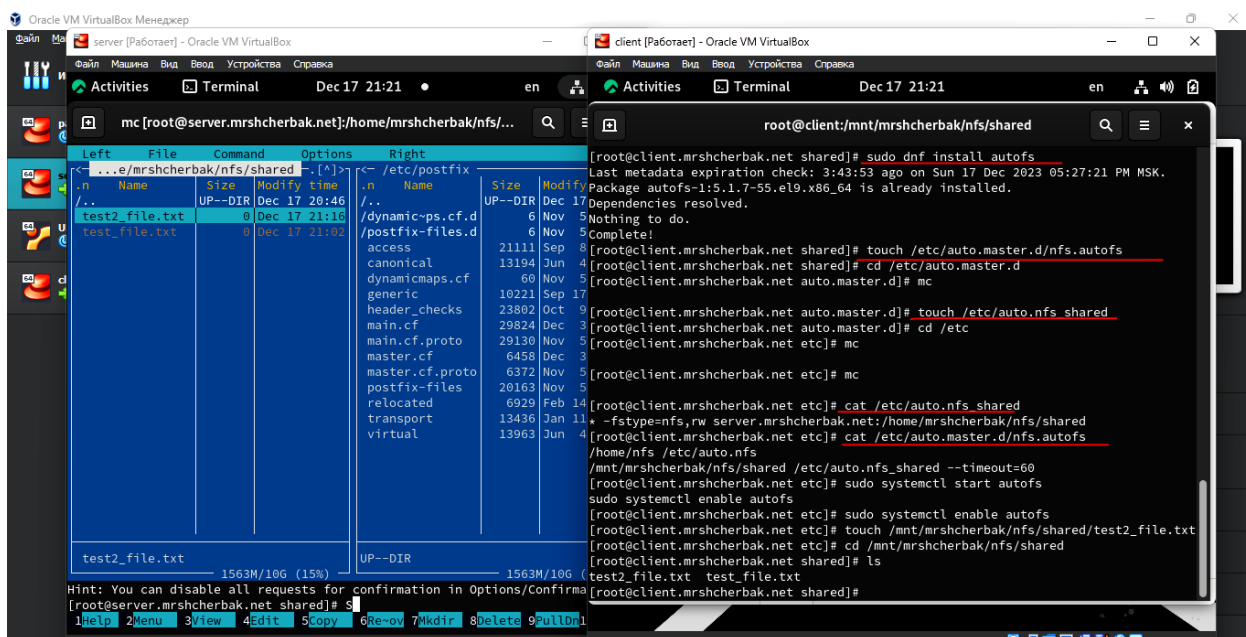 Oracle VM VirtualBox Менеджер
Файл
server [Работает] - Oracle VM VirtualBox
Файл Машина Вид Ввод Устройства Справка
Activities Terminal Dec 17 21:21 en
mc [root@server.mrshcherbak.net]:/home/mrshcherbak/nfs/...
Left File Command Options Right
<- ...e/mrshcherbak/nfs/shared -.[^]> <- /etc/postfix
.n Name Size Modify time .n Name Size Modify
/.. UP--DIR Dec 17 20:46 /.. UP--DIR Dec 17
test2_file.txt 0 Dec 17 21:16 /dynamic~ps.cf.d 6 Nov 5
test_file.txt 0 Dec 17 21:02 /postfix-files.d 6 Nov 5
access 21111 Sep 8
canonical 13194 Jun 4
dynamicmaps.cf 60 Nov 5
generic 10221 Sep 17
header_checks 23802 Oct 9
main.cf 29824 Dec 3
main.cf.proto 29130 Nov 5
master.cf 6458 Dec 3
master.cf.proto 6372 Nov 5
postfix-files 20163 Nov 5
relocated 6929 Feb 14
transport 13436 Jan 11
virtual 13963 Jun 4
test2_file.txt UP--DIR
1563M/10G (15%) 1563M/10G (
Hint: You can disable all requests for confirmation in Options/Confirma
[root@server.mrshcherbak.net shared]# S
1Help 2Menu 3View 4Edit 5Copy 6Re~ov 7Mkdir 8Delete 9PullDn1
client [Работает] - Oracle VM VirtualBox
Файл Машина Вид Ввод Устройства Справка
Activities Terminal Dec 17 21:21 en
root@client:/mnt/mrshcherbak/nfs/shared
[root@client.mrshcherbak.net shared]# sudo dnf install autofs
Last metadata expiration check: 3:43:53 ago on Sun 17 Dec 2023 05:27:21 PM MSK.
Package autofs-1:5.1.7-55.el9.x86_64 is already installed.
Dependencies resolved.
Nothing to do.
Complete!
[root@client.mrshcherbak.net shared]# touch /etc/auto.master.d/nfs.autofs
[root@client.mrshcherbak.net shared]# cd /etc/auto.master.d
[root@client.mrshcherbak.net auto.master.d]# mc
[root@client.mrshcherbak.net auto.master.d]# touch /etc/auto.nfs_shared
[root@client.mrshcherbak.net auto.master.d]# cd /etc
[root@client.mrshcherbak.net etc]# mc
[root@client.mrshcherbak.net etc]# mc
[root@client.mrshcherbak.net etc]# cat /etc/auto.nfs_shared
* -fstype=nfs,rw server.mrshcherbak.net:/home/mrshcherbak/nfs/shared
[root@client.mrshcherbak.net etc]# cat /etc/auto.master.d/nfs.autofs
/home/nfs /etc/auto.nfs
/mnt/mrshcherbak/nfs/shared /etc/auto.nfs_shared --timeout=60
[root@client.mrshcherbak.net etc]# sudo systemctl start autofs
sudo systemctl enable autofs
[root@client.mrshcherbak.net etc]# sudo systemctl enable autofs
[root@client.mrshcherbak.net etc]# touch /mnt/mrshcherbak/nfs/shared/test2_file.txt
[root@client.mrshcherbak.net etc]# cd /mnt/mrshcherbak/nfs/shared
[root@client.mrshcherbak.net shared]# ls
test2_file.txt test_file.txt
[root@client.mrshcherbak.net shared]#